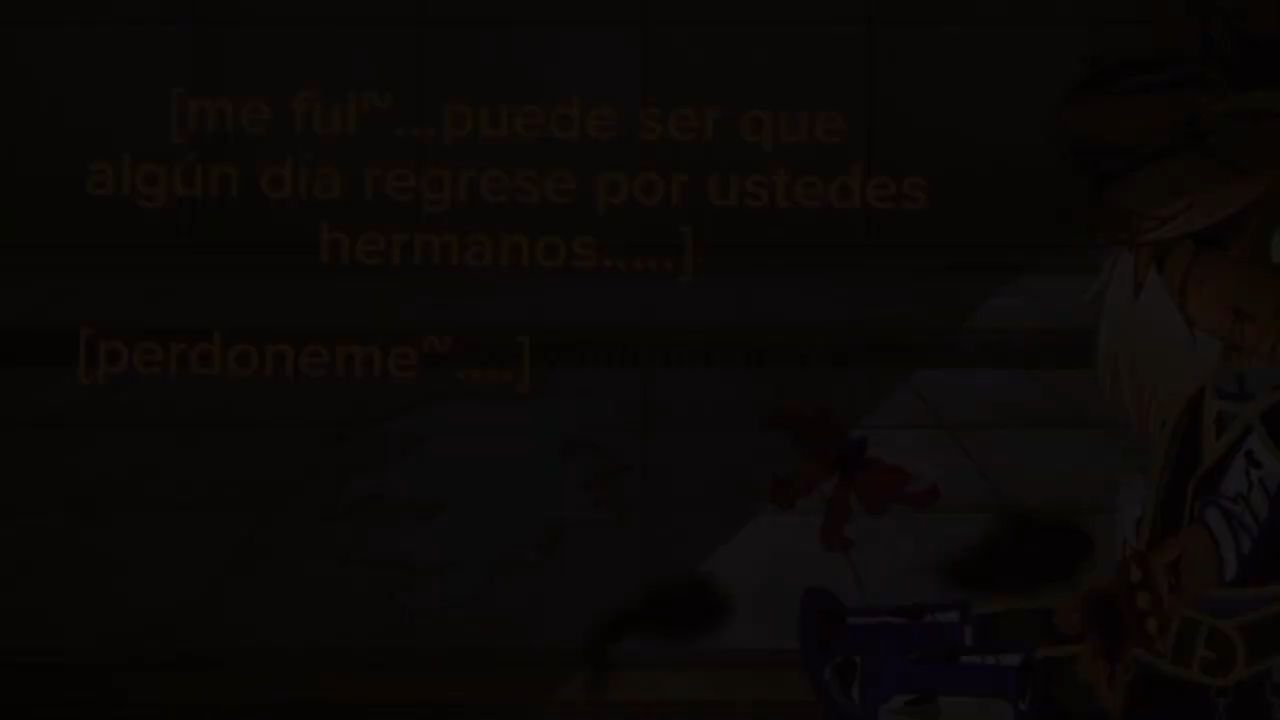 [me fui~...puede ser que
algún día regrese por ustedes
hermanos.....]
[perdoneme~....]